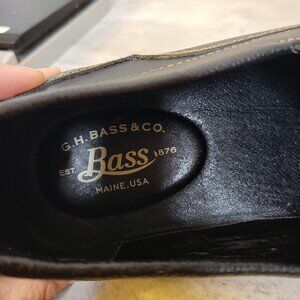 G.H. BASS & CO.
EST. Bass 1876
MAINE, USA